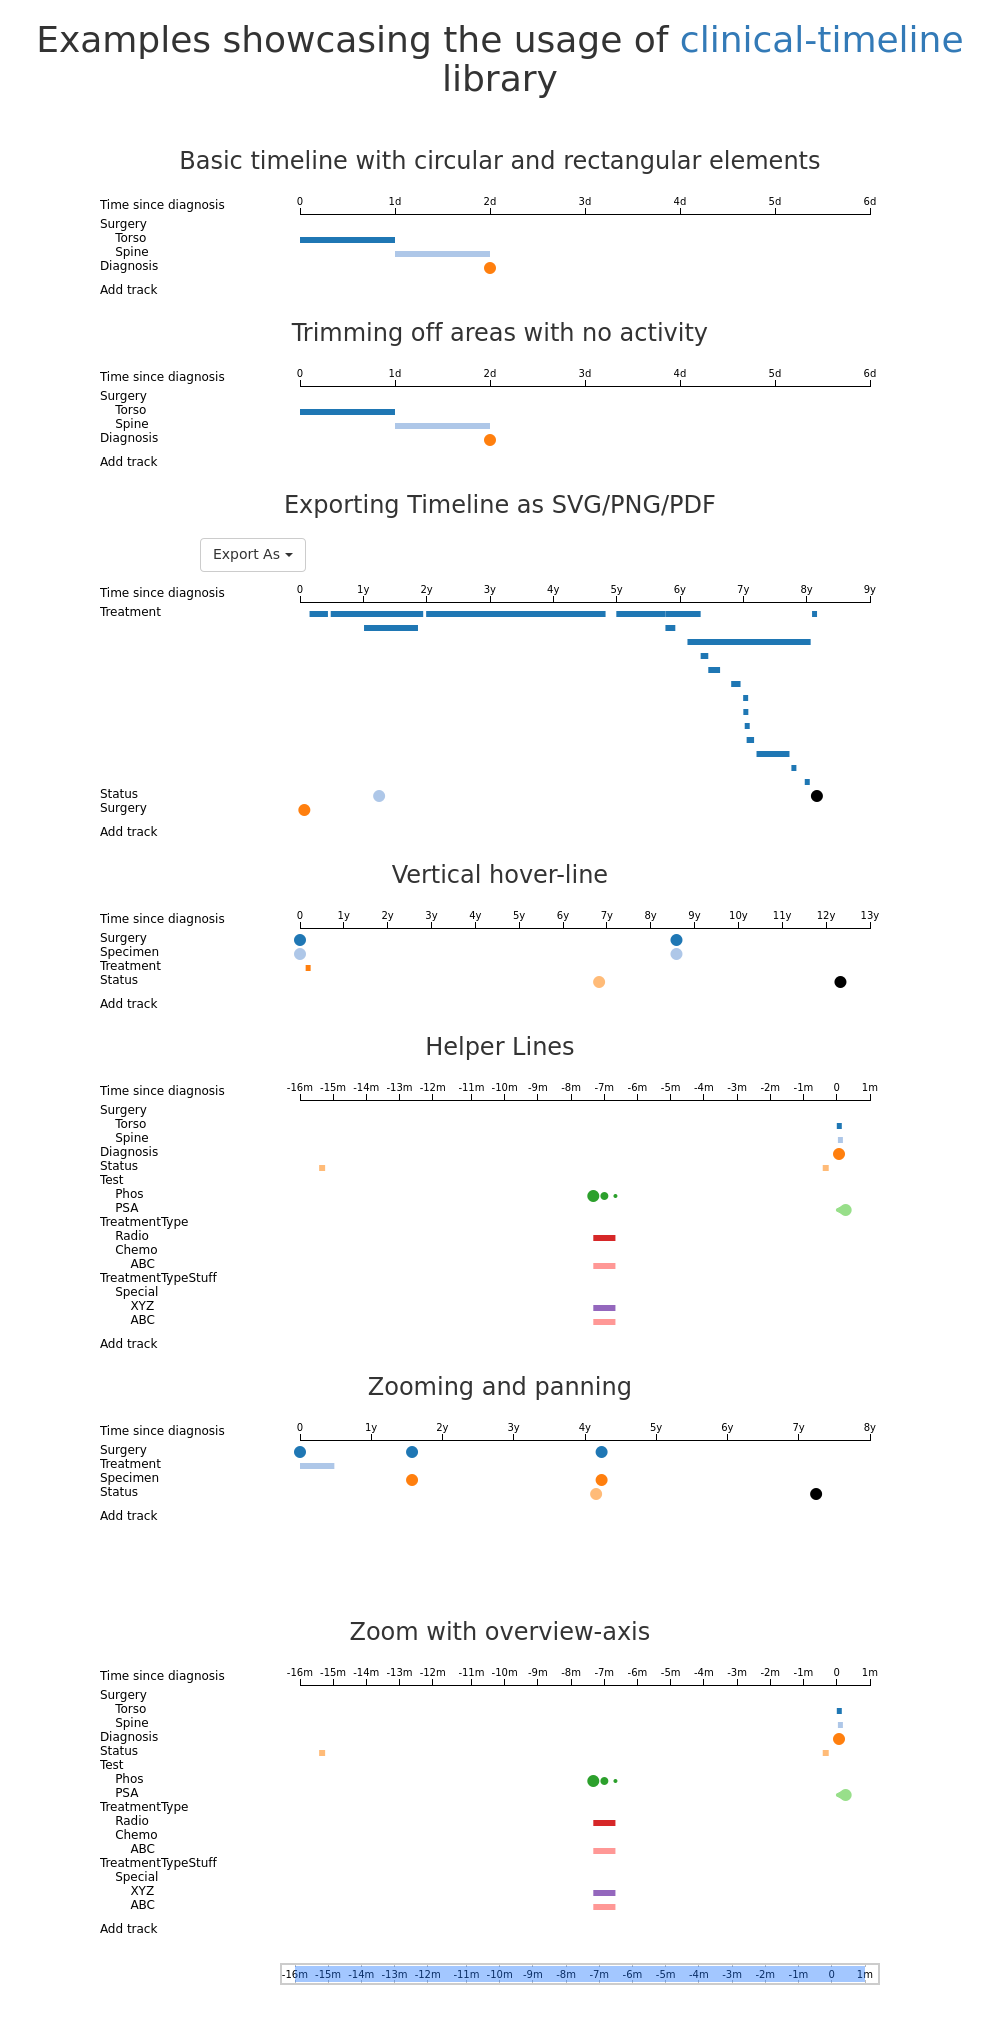 Examples showcasing the usage of clinical-timeline
library
Basic timeline with circular and rectangular elements
Time since diagnosis 0 1d 2d 3d 4d 5d 6d
Surgery
Torso
Spine
Diagnosis
Add track
Trimming off areas with no activity
Time since diagnosis 0 1d 2d 3d 4d 5d 6d
Surgery
Torso
Spine
Diagnosis
Add track
Exporting Timeline as SVG/PNG/PDF
Export As
Time since diagnosis 0 1y 2y 3y 4y 5y 6y 7y 8y 9y
Treatment
Status
Surgery
Add track
Vertical hover-line
Time since diagnosis 0 1y 2y 3y 4y 5y 6y 7y 8y 9y 10y 11y 12y 13y
Surgery
Specimen
Treatment
Status
Add track
Helper Lines
Time since diagnosis -16m -15m -14m -13m -12m -11m -10m -9m -8m -7m -6m -5m -4m -3m -2m -1m 0 1m
Surgery
Torso
Spine
Diagnosis
Status
Test
Phos
PSA
TreatmentType
Radio
Chemo
ABC
TreatmentTypeStuff
Special
XYZ
ABC
Add track
Zooming and panning
Time since diagnosis 0 1y 2y 3y 4y 5y 6y 7y 8y
Surgery
Treatment
Specimen
Status
Add track
Zoom with overview-axis
Time since diagnosis -16m -15m -14m -13m -12m -11m -10m -9m -8m -7m -6m -5m -4m -3m -2m -1m 0 1m
Surgery
Torso
Spine
Diagnosis
Status
Test
Phos
PSA
TreatmentType
Radio
Chemo
ABC
TreatmentTypeStuff
Special
XYZ
ABC
Add track
-16m -15m -14m -13m -12m -11m -10m -9m -8m -7m -6m -5m -4m -3m -2m -1m 0 1m